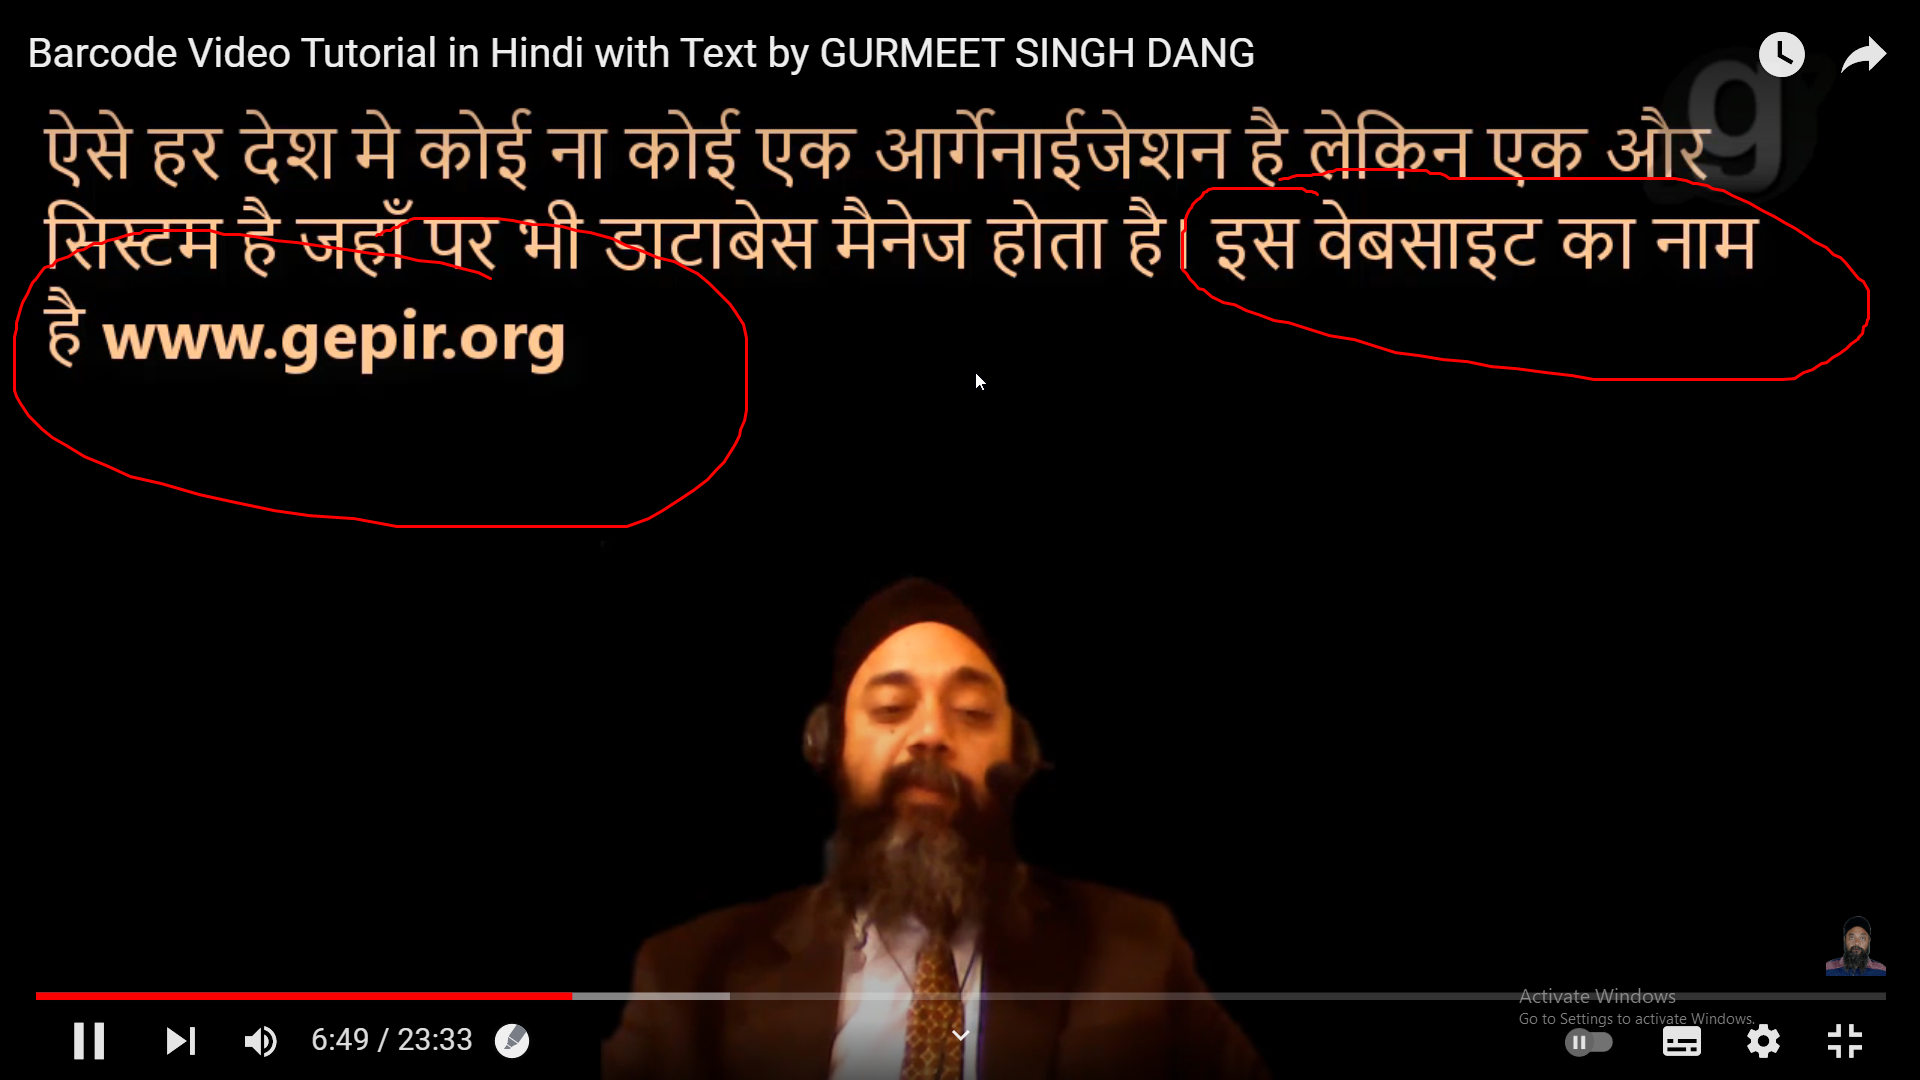 Barcode Video Tutorial in Hindi with Text by GURMEET SINGH DANG
g
ऐसे हर देश मे कोई ना कोई एक आर्गेनाईजेशन है लेकिन एक और
सिस्टम है जहाँ पर भी डाटाबेस मैनेज होता है। इस वेबसाइट का नाम
है www.gepir.org
Activate Windows
Go to Settings to activate Windows.
6:49 / 23:33